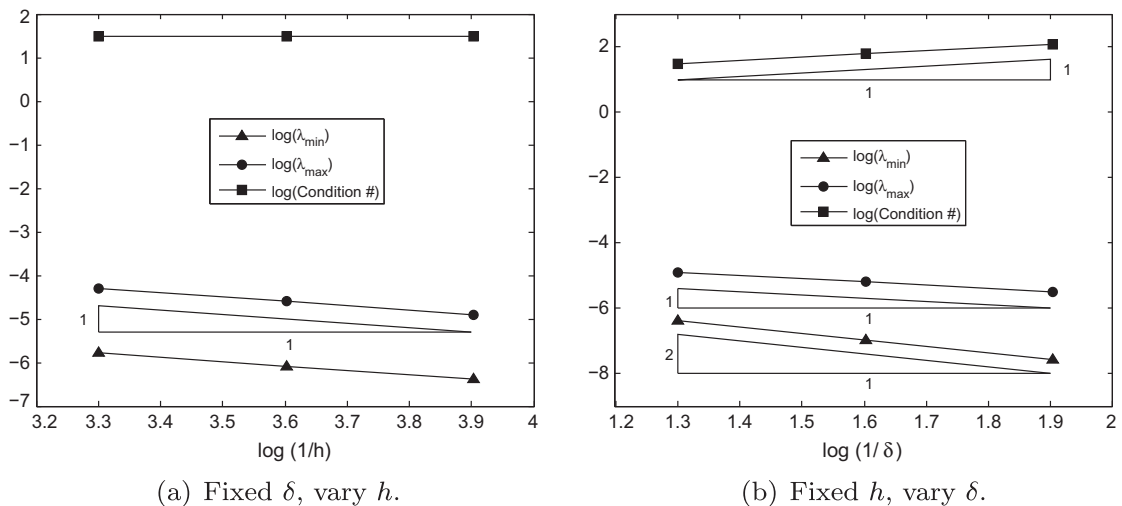 2
1
0
−1
−2
−3
−4
−5
−6
−7
3.2 3.3 3.4 3.5 3.6 3.7 3.8 3.9 4
log (1/h)
log(λmin)
log(λmax)
log(Condition #)
1
1
(a) Fixed δ, vary h.
2
0
−2
−4
−6
−8
1.2 1.3 1.4 1.5 1.6 1.7 1.8 1.9 2
log (1/ δ)
1
1
log(λmin)
log(λmax)
log(Condition #)
1
1
2
1
(b) Fixed h, vary δ.